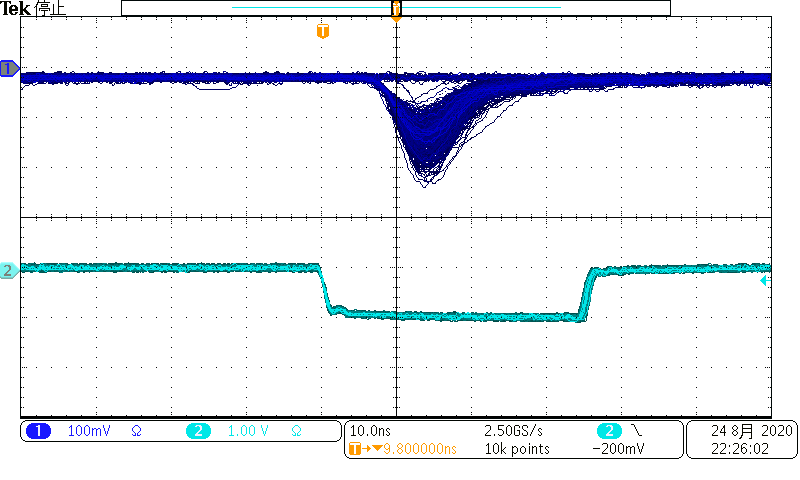 Tek 停止
T
1
2
1 100mV Ω 2 1.00 V Ω
10.0ns 2.50GS/s 2
T→▼9.800000ns 10k points −200mV
24 8月 2020
22:26:02